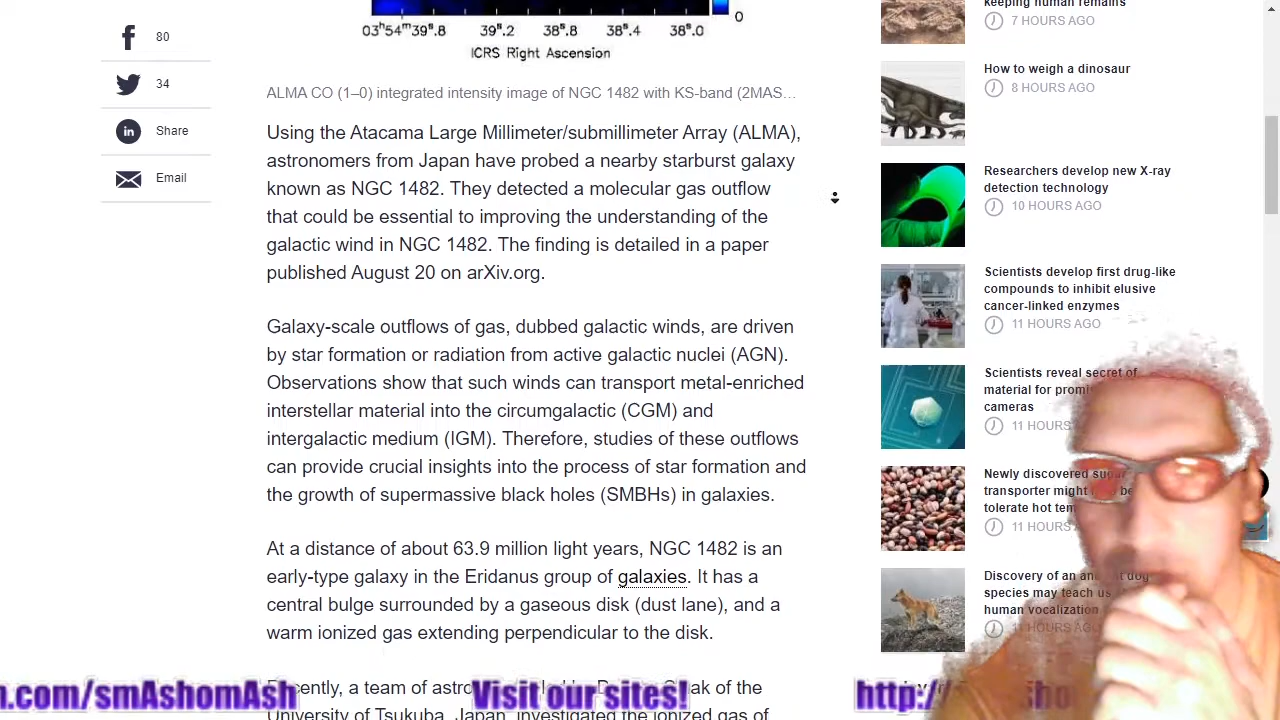 0
03ʰ54ᵐ39ˢ.8
39ˢ.2
38ˢ.8
38ˢ.4
38ˢ.0
ICRS Right Ascension
80
34
Share
Email
ALMA CO (1–0) integrated intensity image of NGC 1482 with KS-band (2MAS…
Using the Atacama Large Millimeter/submillimeter Array (ALMA),
astronomers from Japan have probed a nearby starburst galaxy
known as NGC 1482. They detected a molecular gas outflow
that could be essential to improving the understanding of the
galactic wind in NGC 1482. The finding is detailed in a paper
published August 20 on arXiv.org.
Galaxy-scale outflows of gas, dubbed galactic winds, are driven
by star formation or radiation from active galactic nuclei (AGN).
Observations show that such winds can transport metal-enriched
interstellar material into the circumgalactic (CGM) and
intergalactic medium (IGM). Therefore, studies of these outflows
can provide crucial insights into the process of star formation and
the growth of supermassive black holes (SMBHs) in galaxies.
At a distance of about 63.9 million light years, NGC 1482 is an
early-type galaxy in the Eridanus group of galaxies. It has a
central bulge surrounded by a gaseous disk (dust lane), and a
warm ionized gas extending perpendicular to the disk.
a team of
of the
University of Tsukuba, Japan, investigated the ionized gas of
keeping human remains
7 HOURS AGO
How to weigh a dinosaur
8 HOURS AGO
Researchers develop new X-ray
detection technology
10 HOURS AGO
Scientists develop first drug-like
compounds to inhibit elusive
cancer-linked enzymes
11 HOURS AGO
Scientists reveal secret of
material for
cameras
11 HOURS
Newly discovered sugar
transporter might
tolerate hot
11 HOURS AGO
Discovery of an dog
species may teach us
human vocalization
11 HOURS AGO
n.com/smAshomAsh
Visit our sites!
http://